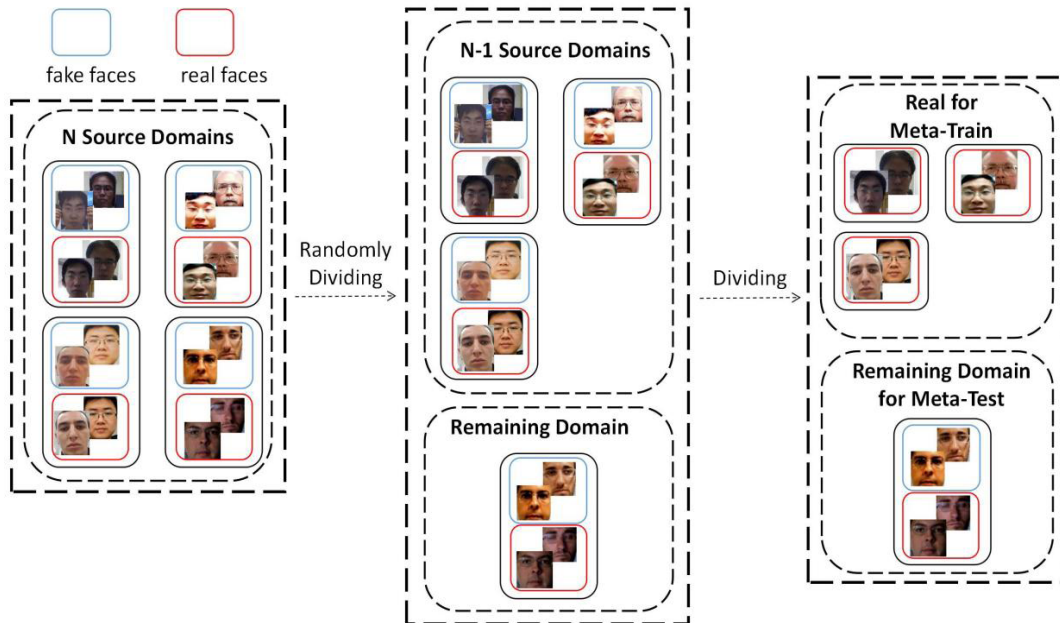 fake faces
real faces
N Source Domains
Randomly
Dividing
N-1 Source Domains
Remaining Domain
Dividing
Real for
Meta-Train
Remaining Domain
for Meta-Test